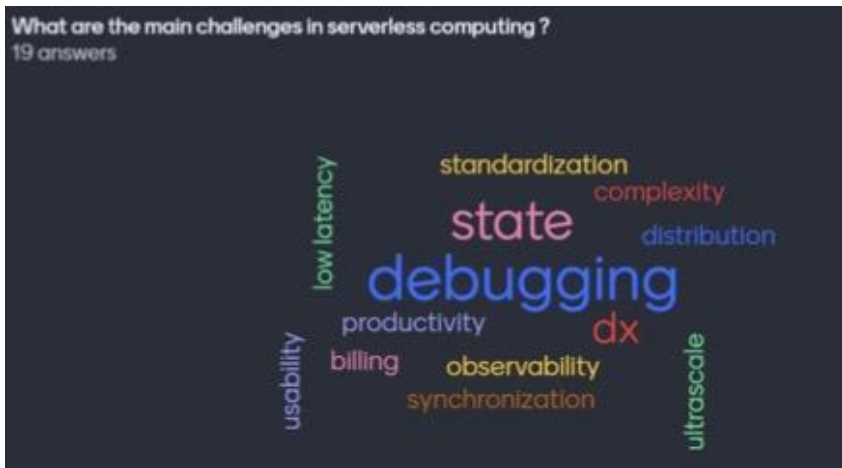 What are the main challenges in serverless computing ?
19 answers
standardization
low latency
complexity
state
distribution
debugging
productivity
dx
usability
billing
observability
ultrascale
synchronization